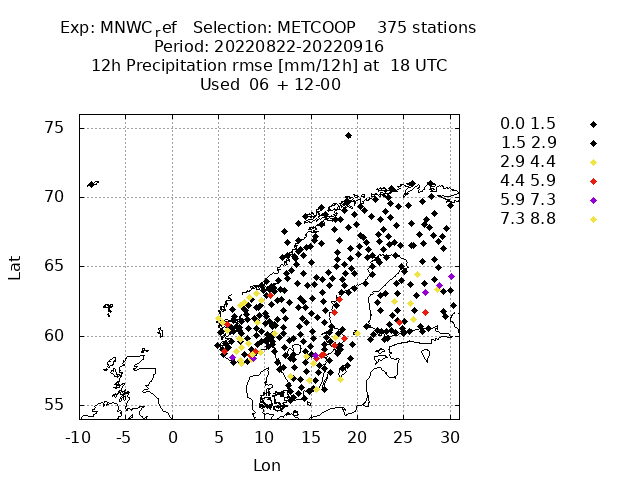 Exp: MNWCref Selection: METCOOP 375 stations
Period: 20220822-20220916
12h Precipitation rmse [mm/12h] at 18 UTC
Used 06 + 12-00
0.0 1.5
1.5 2.9
2.9 4.4
4.4 5.9
5.9 7.3
7.3 8.8
75
70
65
60
55
Lat
-10 -5 0 5 10 15 20 25 30
Lon